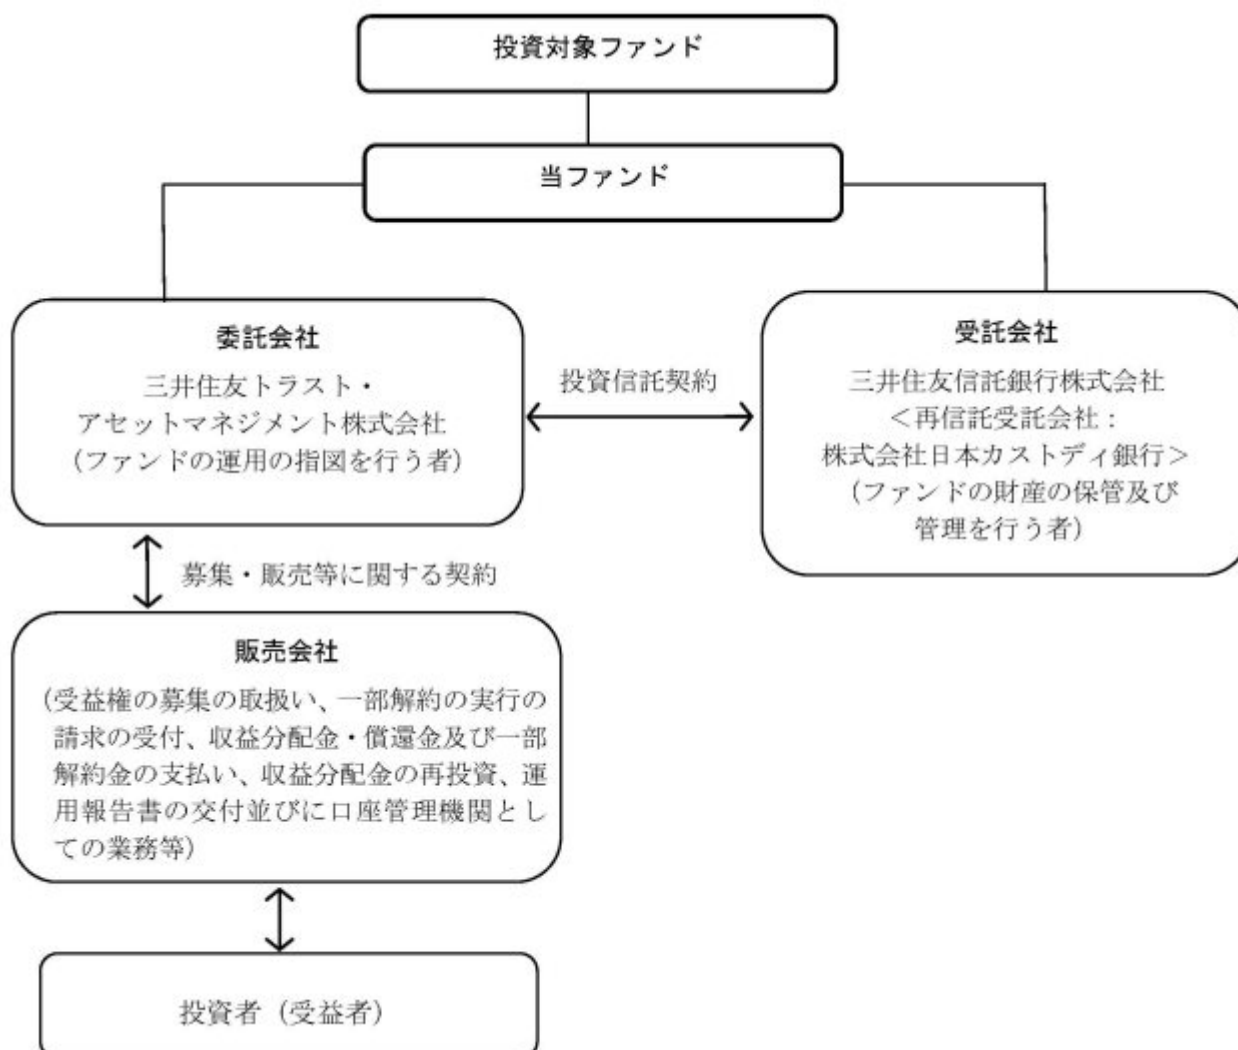 投資対象ファンド
当ファンド
委託会社
三井住友トラスト・
アセットマネジメント株式会社
（ファンドの運用の指図を行う者）
投資信託契約
受託会社
三井住友信託銀行株式会社
＜再信託受託会社：
株式会社日本カストディ銀行＞
（ファンドの財産の保管及び
管理を行う者）
募集・販売等に関する契約
販売会社
（受益権の募集の取扱い、一部解約の実行の
請求の受付、収益分配金・償還金及び一部
解約金の支払い、収益分配金の再投資、運
用報告書の交付並びに口座管理機関とし
ての業務等）
投資者（受益者）